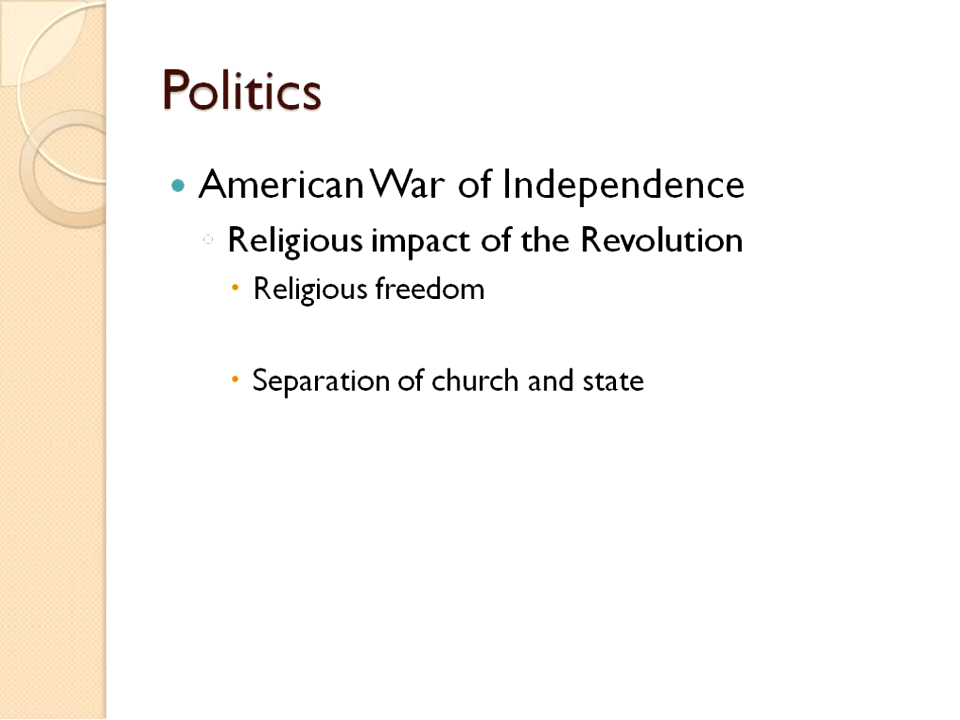 Politics
American War of Independence
Religious impact of the Revolution
Religious freedom
Separation of church and state